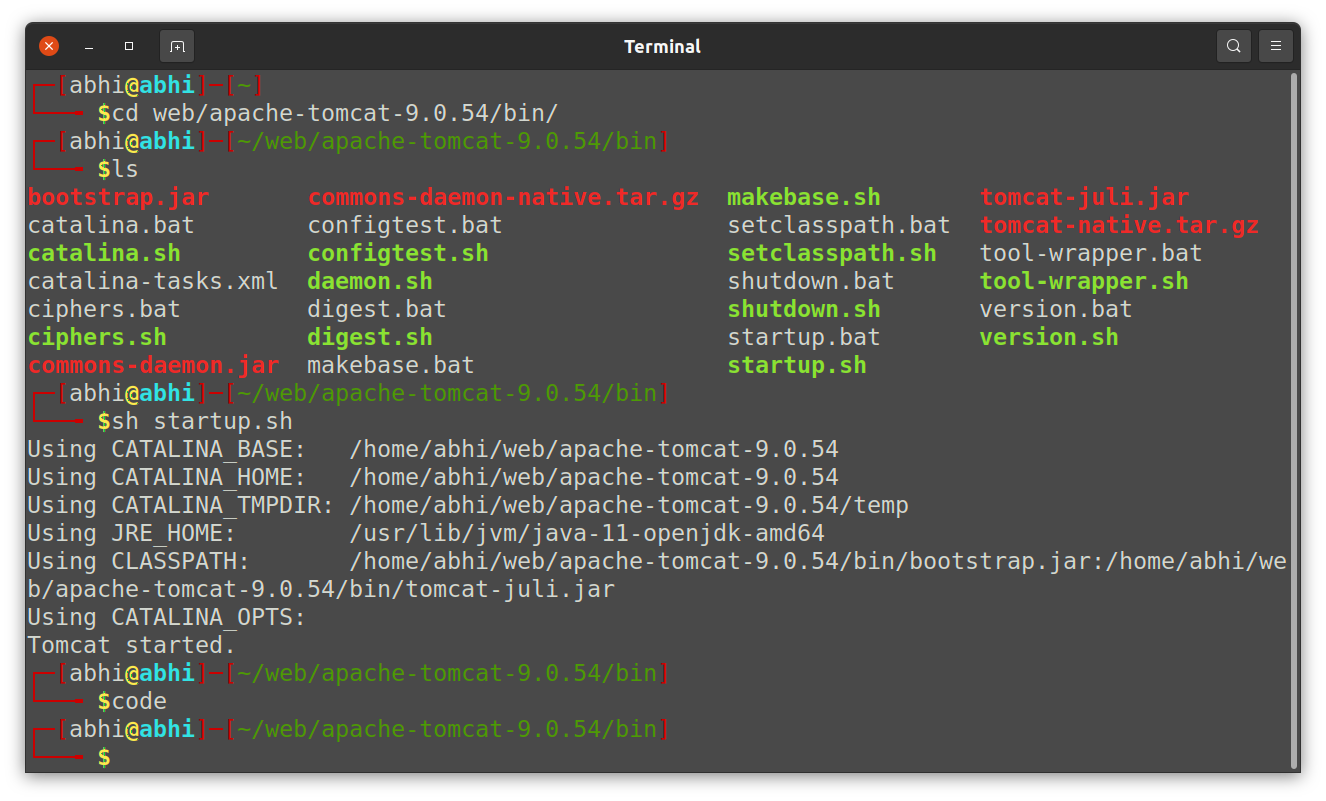 Terminal
┌─[abhi@abhi]─[~]
└──╼ $cd web/apache-tomcat-9.0.54/bin/
┌─[abhi@abhi]─[~/web/apache-tomcat-9.0.54/bin]
└──╼ $ls
bootstrap.jar       commons-daemon-native.tar.gz  makebase.sh       tomcat-juli.jar
catalina.bat        configtest.bat                setclasspath.bat  tomcat-native.tar.gz
catalina.sh         configtest.sh                 setclasspath.sh   tool-wrapper.bat
catalina-tasks.xml  daemon.sh                     shutdown.bat      tool-wrapper.sh
ciphers.bat         digest.bat                    shutdown.sh       version.bat
ciphers.sh          digest.sh                     startup.bat       version.sh
commons-daemon.jar  makebase.bat                  startup.sh
┌─[abhi@abhi]─[~/web/apache-tomcat-9.0.54/bin]
└──╼ $sh startup.sh
Using CATALINA_BASE:   /home/abhi/web/apache-tomcat-9.0.54
Using CATALINA_HOME:   /home/abhi/web/apache-tomcat-9.0.54
Using CATALINA_TMPDIR: /home/abhi/web/apache-tomcat-9.0.54/temp
Using JRE_HOME:        /usr/lib/jvm/java-11-openjdk-amd64
Using CLASSPATH:       /home/abhi/web/apache-tomcat-9.0.54/bin/bootstrap.jar:/home/abhi/we
b/apache-tomcat-9.0.54/bin/tomcat-juli.jar
Using CATALINA_OPTS:
Tomcat started.
┌─[abhi@abhi]─[~/web/apache-tomcat-9.0.54/bin]
└──╼ $code
┌─[abhi@abhi]─[~/web/apache-tomcat-9.0.54/bin]
└──╼ $